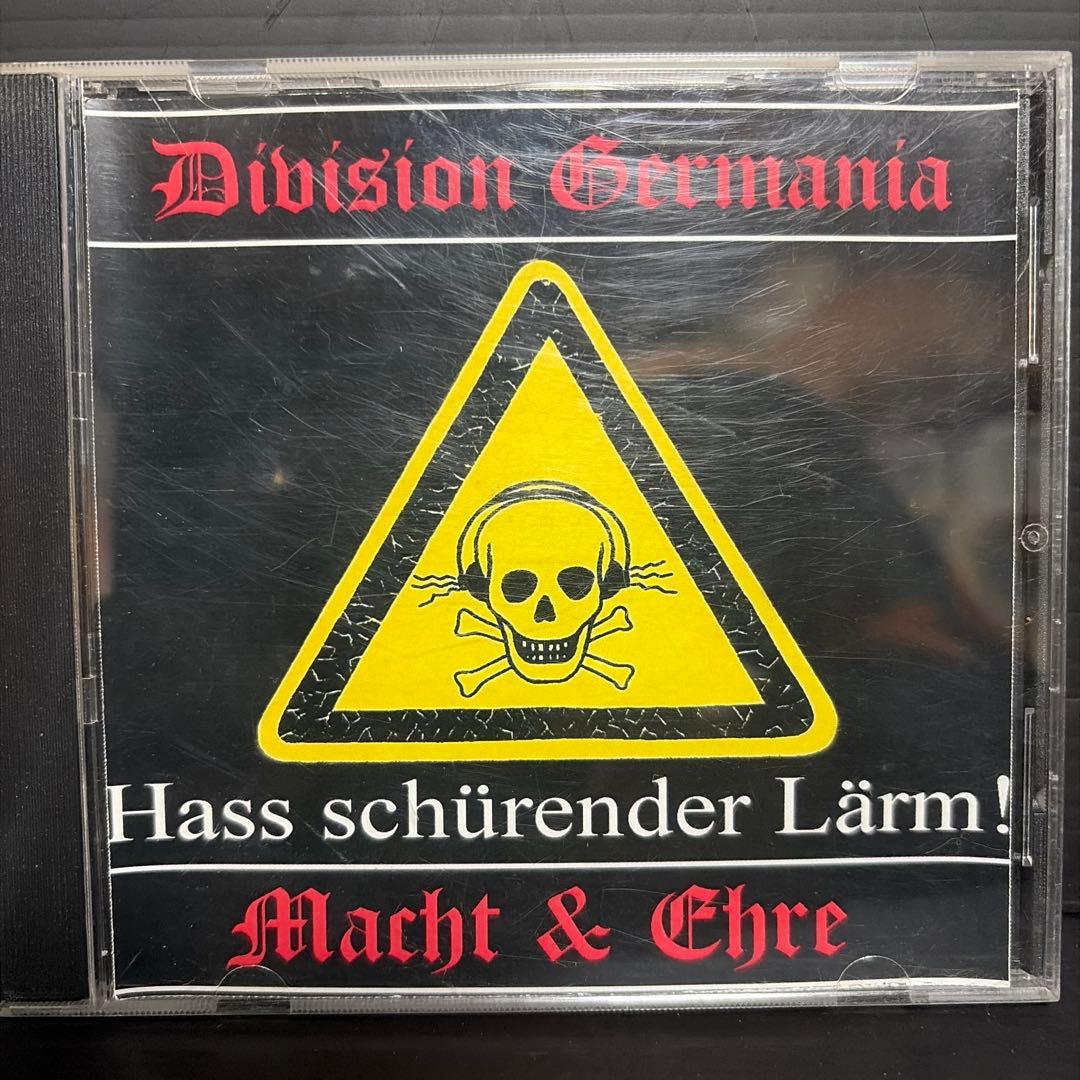 Division Germania
Hass schürender Lärm!
Macht & Ehre